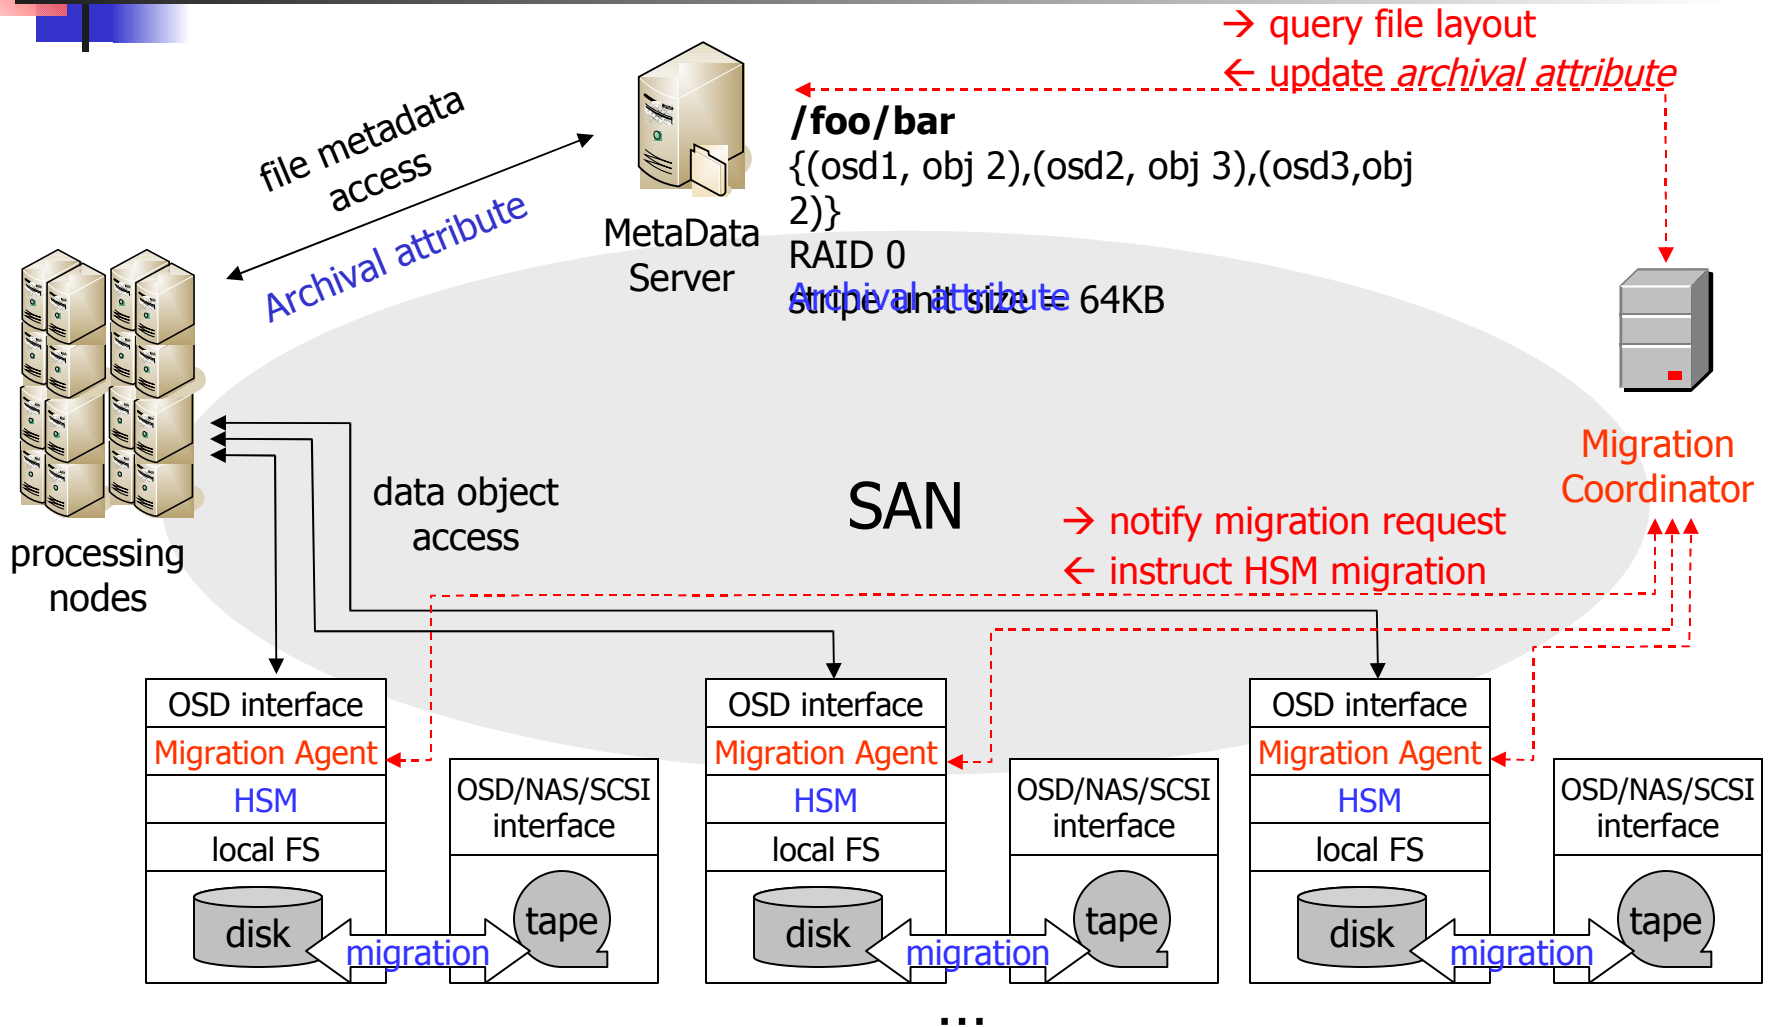 → query file layout
← update archival attribute
file metadata
access
Archival attribute
/foo/bar
{(osd1, obj 2),(osd2, obj 3),(osd3,obj
2)}
RAID 0
stripe unit size = 64KB
Archival attribute
MetaData
Server
Migration
Coordinator
data object
access
SAN
→ notify migration request
← instruct HSM migration
processing
nodes
OSD interface
Migration Agent
HSM
local FS
disk
migration
OSD/NAS/SCSI
interface
tape
OSD interface
Migration Agent
HSM
local FS
disk
migration
OSD/NAS/SCSI
interface
tape
OSD interface
Migration Agent
HSM
local FS
disk
migration
OSD/NAS/SCSI
interface
tape
...